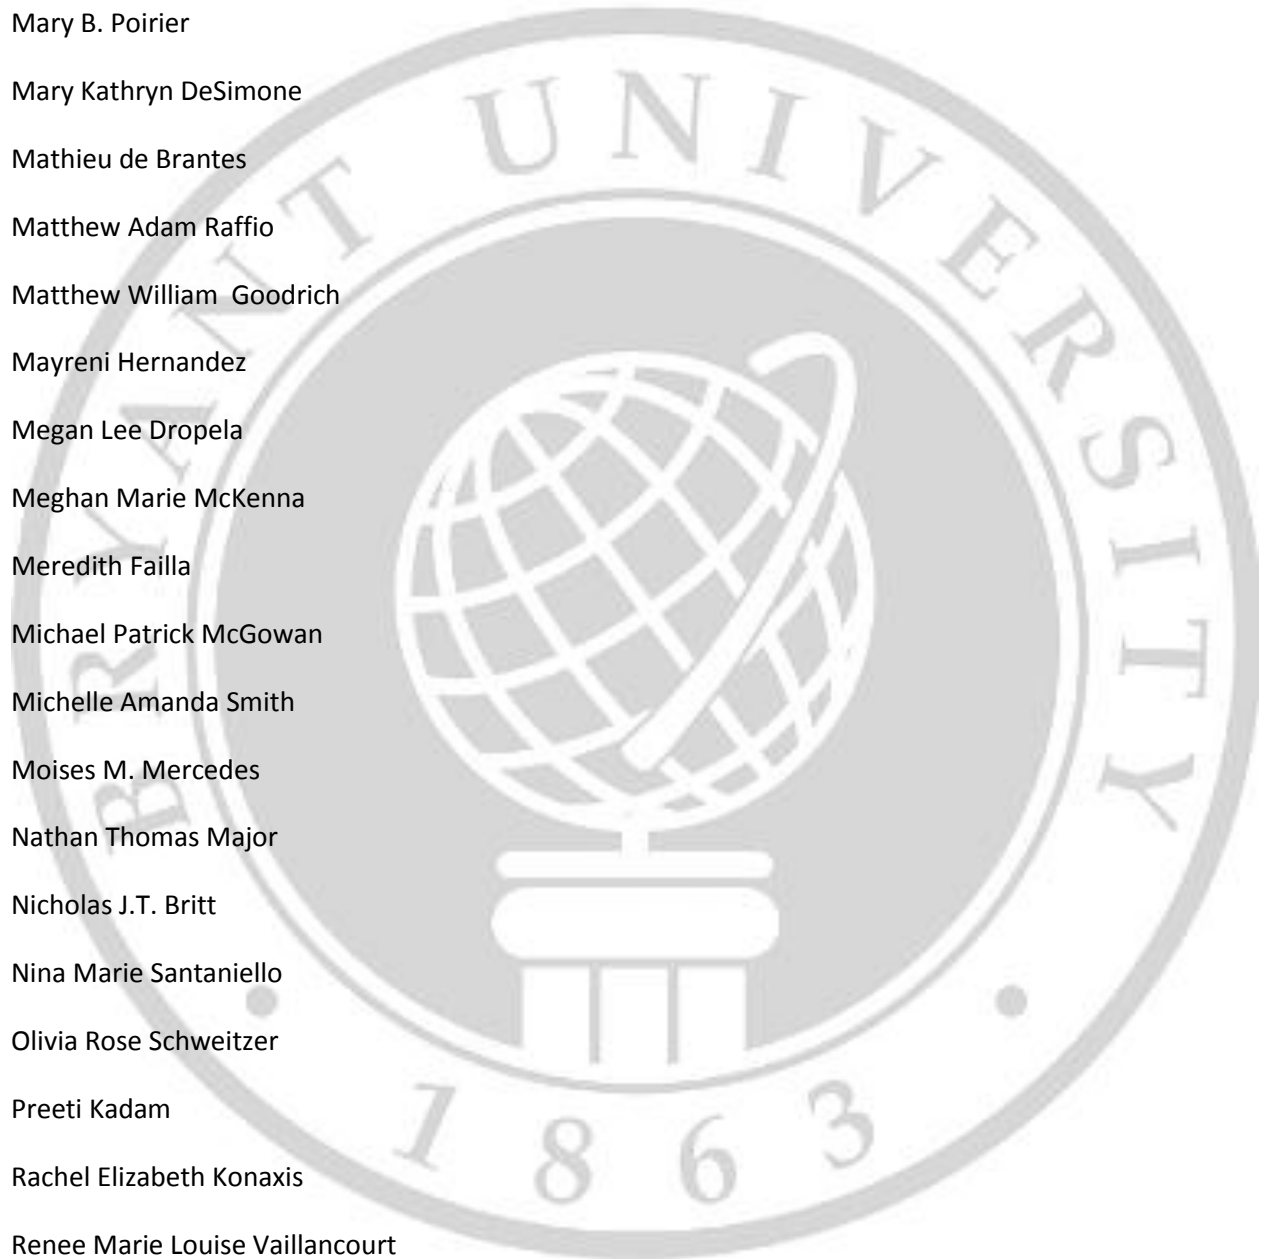 Mary B. Poirier
Mary Kathryn DeSimone
Mathieu de Brantes
Matthew Adam Raffio
Matthew William  Goodrich
Mayreni Hernandez
Megan Lee Dropela
Meghan Marie McKenna
Meredith Failla
Michael Patrick McGowan
Michelle Amanda Smith
Moises M. Mercedes
Nathan Thomas Major
Nicholas J.T. Britt
Nina Marie Santaniello
Olivia Rose Schweitzer
Preeti Kadam
Rachel Elizabeth Konaxis
Renee Marie Louise Vaillancourt
BRYANT UNIVERSITY
1863